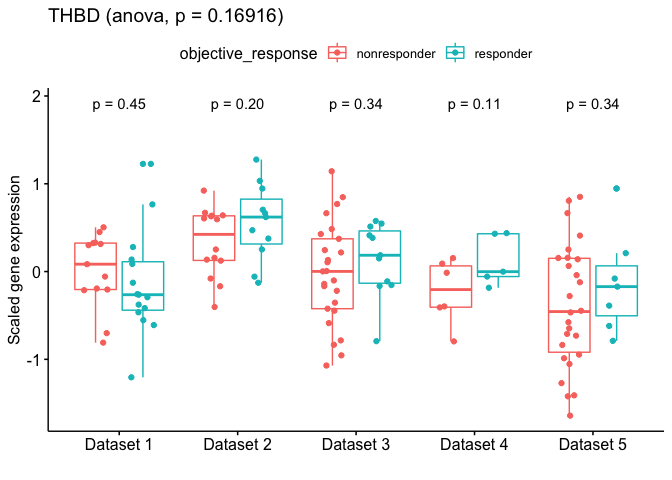 THBD (anova, p = 0.16916)
objective_response nonresponder responder
p = 0.45 p = 0.20 p = 0.34 p = 0.11 p = 0.34
2
1
0
-1
Scaled gene expression
Dataset 1 Dataset 2 Dataset 3 Dataset 4 Dataset 5